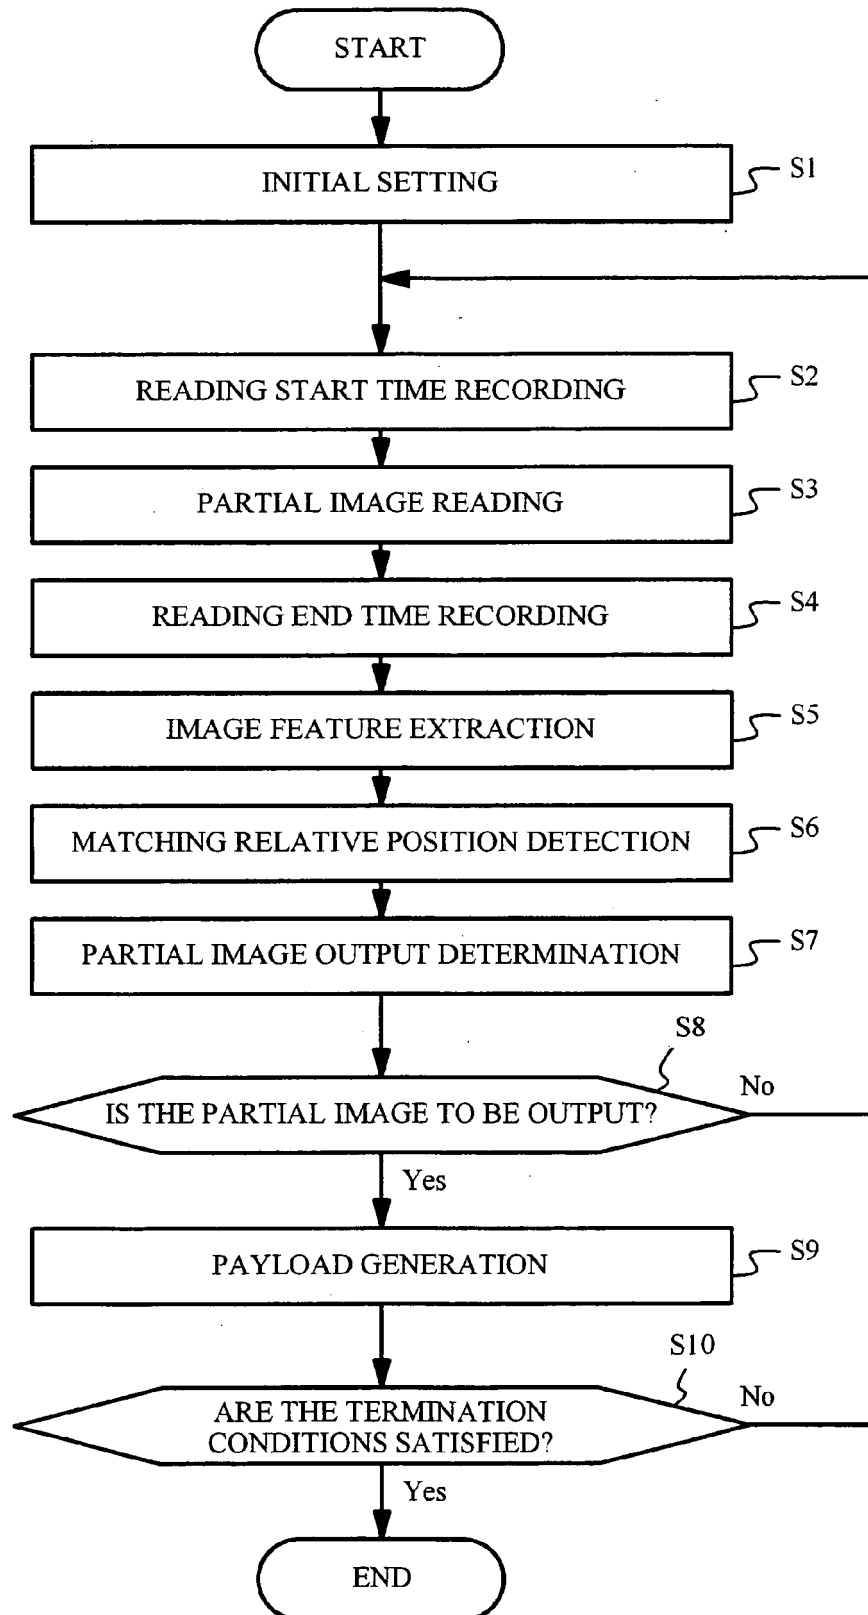 START
INITIAL SETTING
S1
READING START TIME RECORDING
S2
PARTIAL IMAGE READING
S3
READING END TIME RECORDING
S4
IMAGE FEATURE EXTRACTION
S5
MATCHING RELATIVE POSITION DETECTION
S6
PARTIAL IMAGE OUTPUT DETERMINATION
S7
S8
IS THE PARTIAL IMAGE TO BE OUTPUT?
No
Yes
PAYLOAD GENERATION
S9
S10
ARE THE TERMINATION
CONDITIONS SATISFIED?
No
Yes
END